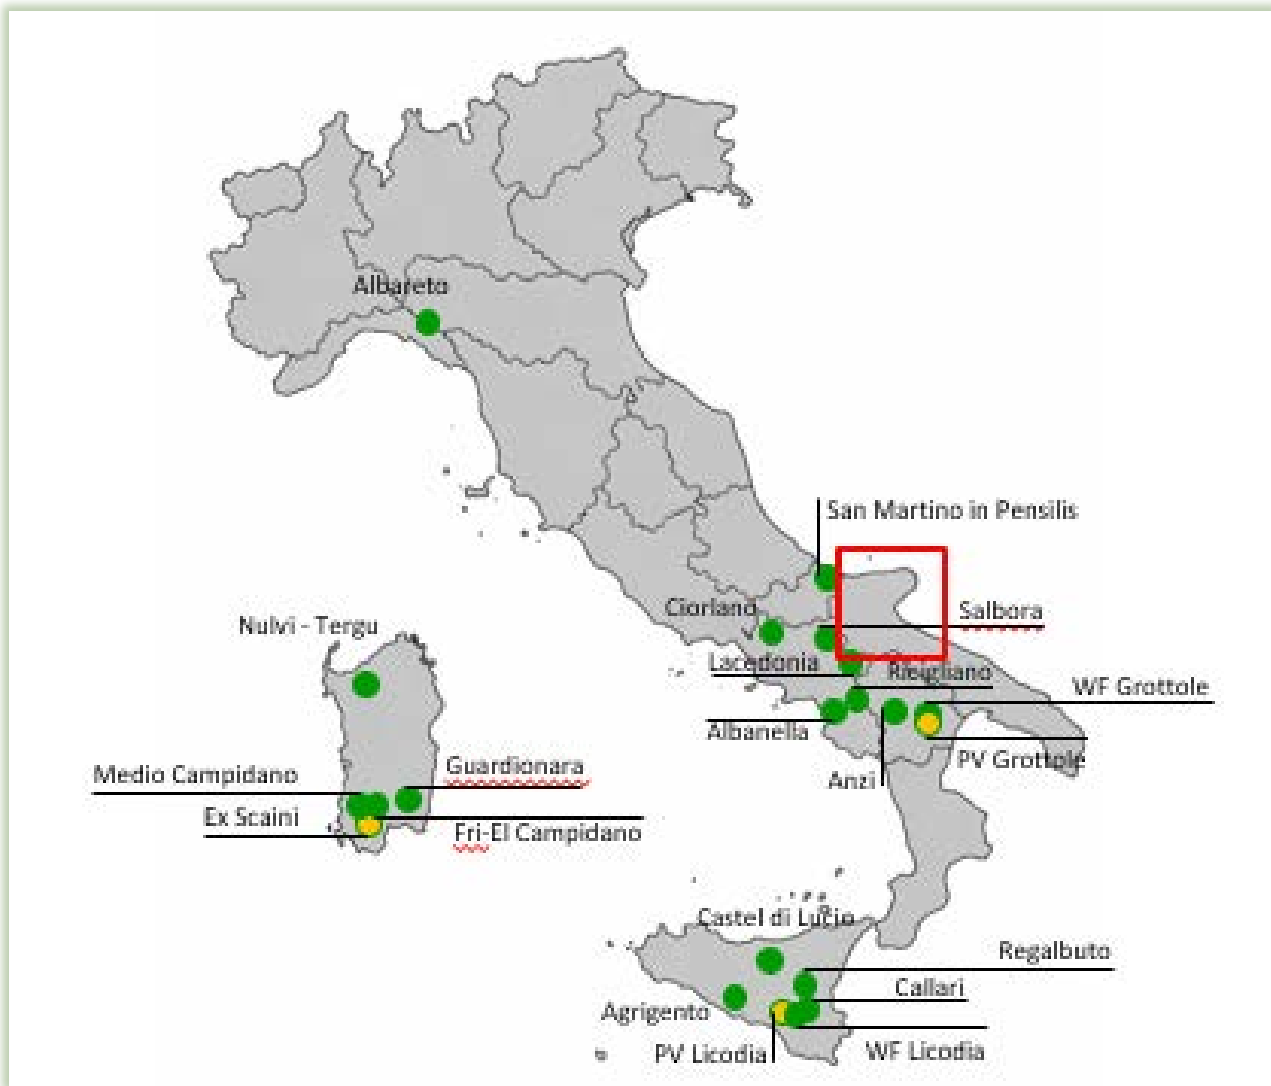 Albareto
San Martino in Pensilis
Ciorlano
Salbora
Nulvi - Tergu
Lacedonia
Ricigliano
WF Grottole
Albanella
PV Grottole
Guardionara
Medio Campidano
Anzi
Ex Scaini
Fri-El Campidano
Castel di Lucio
Regalbuto
Callari
Agrigento
PV Licodia
WF Licodia